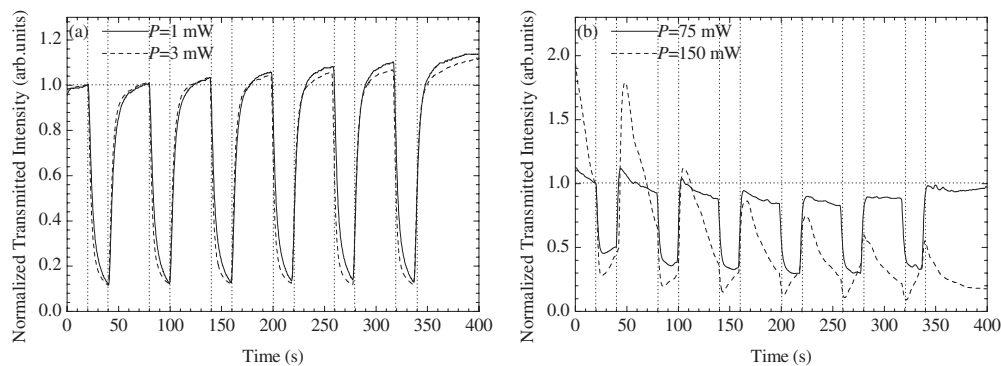 (a)
P=1 mW
P=3 mW
Normalized Transmitted Intensity (arb.units)
1.2
1.0
0.8
0.6
0.4
0.2
0.0
0 50 100 150 200 250 300 350 400
Time (s)
(b)
P=75 mW
P=150 mW
Normalized Transmitted Intensity (arb.units)
2.0
1.5
1.0
0.5
0.0
0 50 100 150 200 250 300 350 400
Time (s)